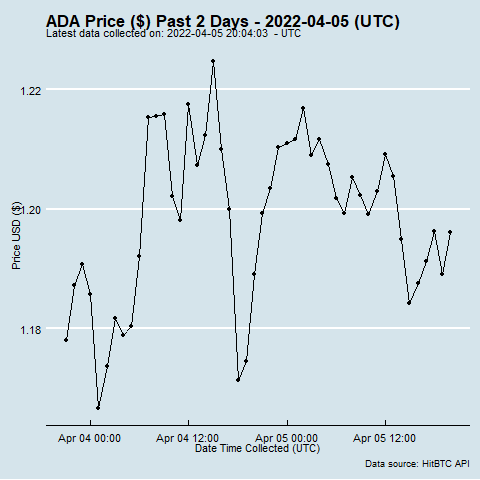 ADA Price ($) Past 2 Days - 2022-04-05 (UTC)
Latest data collected on: 2022-04-05 20:04:03 - UTC
1.22
1.20
1.18
Price USD ($)
Apr 04 00:00 Apr 04 12:00 Apr 05 00:00 Apr 05 12:00
Date Time Collected (UTC)
Data source: HitBTC API